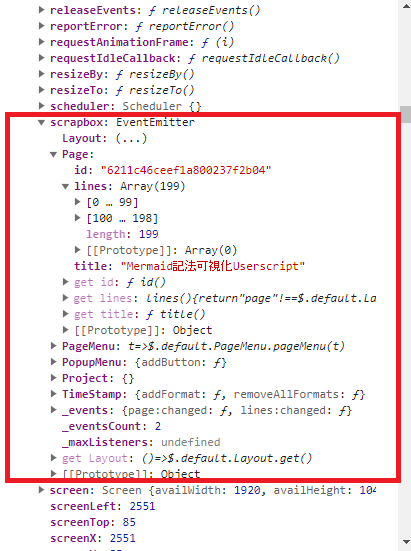 releaseEvents: ƒ releaseEvents()
reportError: ƒ reportError()
requestAnimationFrame: ƒ (i)
requestIdleCallback: ƒ requestIdleCallback()
resizeBy: ƒ resizeBy()
resizeTo: ƒ resizeTo()
scheduler: Scheduler {}
scrapbox: EventEmitter
Layout: (...)
Page:
id: "6211c46ceef1a800237f2b04"
lines: Array(199)
[0 … 99]
[100 … 198]
length: 199
[[Prototype]]: Array(0)
title: "Mermaid記法可視化Userscript"
get id: ƒ id()
get lines: lines(){return"page"!==$.default.La
get title: ƒ title()
[[Prototype]]: Object
PageMenu: t=>$.default.PageMenu.pageMenu(t)
PopupMenu: {addButton: ƒ}
Project: {}
TimeStamp: {addFormat: ƒ, removeAllFormats: ƒ}
_events: {page:changed: ƒ, lines:changed: ƒ}
_eventsCount: 2
_maxListeners: undefined
get Layout: ()=>$.default.Layout.get()
[[Prototype]]: Object
screen: Screen {availWidth: 1920, availHeight: 104
screenLeft: 2551
screenTop: 85
screenX: 2551